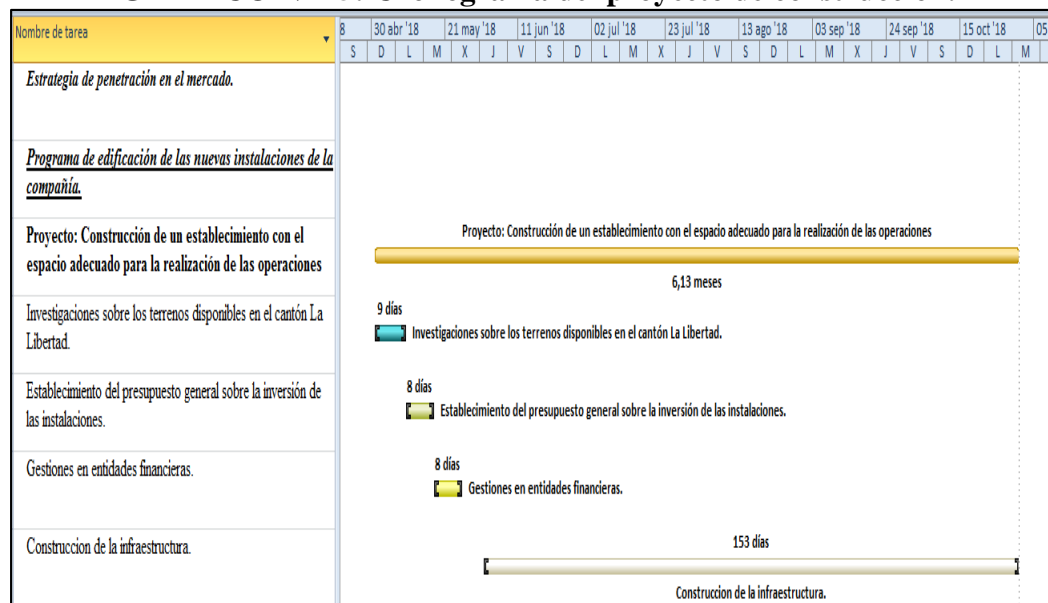 Nombre de tarea
8 30 abr '18 21 may '18 11 jun '18 02 jul '18 23 jul '18 13 ago '18 03 sep '18 24 sep '18 15 oct '18 05
S D L M X J V S D L M X J V S D L M X J V S D L M
Estrategia de penetración en el mercado.
Programa de edificación de las nuevas instalaciones de la
compañía.
Proyecto: Construcción de un establecimiento con el
espacio adecuado para la realización de las operaciones
Proyecto: Construcción de un establecimiento con el espacio adecuado para la realización de las operaciones
6,13 meses
Investigaciones sobre los terrenos disponibles en el cantón La
Libertad.
9 días
Investigaciones sobre los terrenos disponibles en el cantón La Libertad.
Establecimiento del presupuesto general sobre la inversión de
las instalaciones.
8 días
Establecimiento del presupuesto general sobre la inversión de las instalaciones.
Gestiones en entidades financieras.
8 días
Gestiones en entidades financieras.
Construccion de la infraestructura.
153 días
Construccion de la infraestructura.